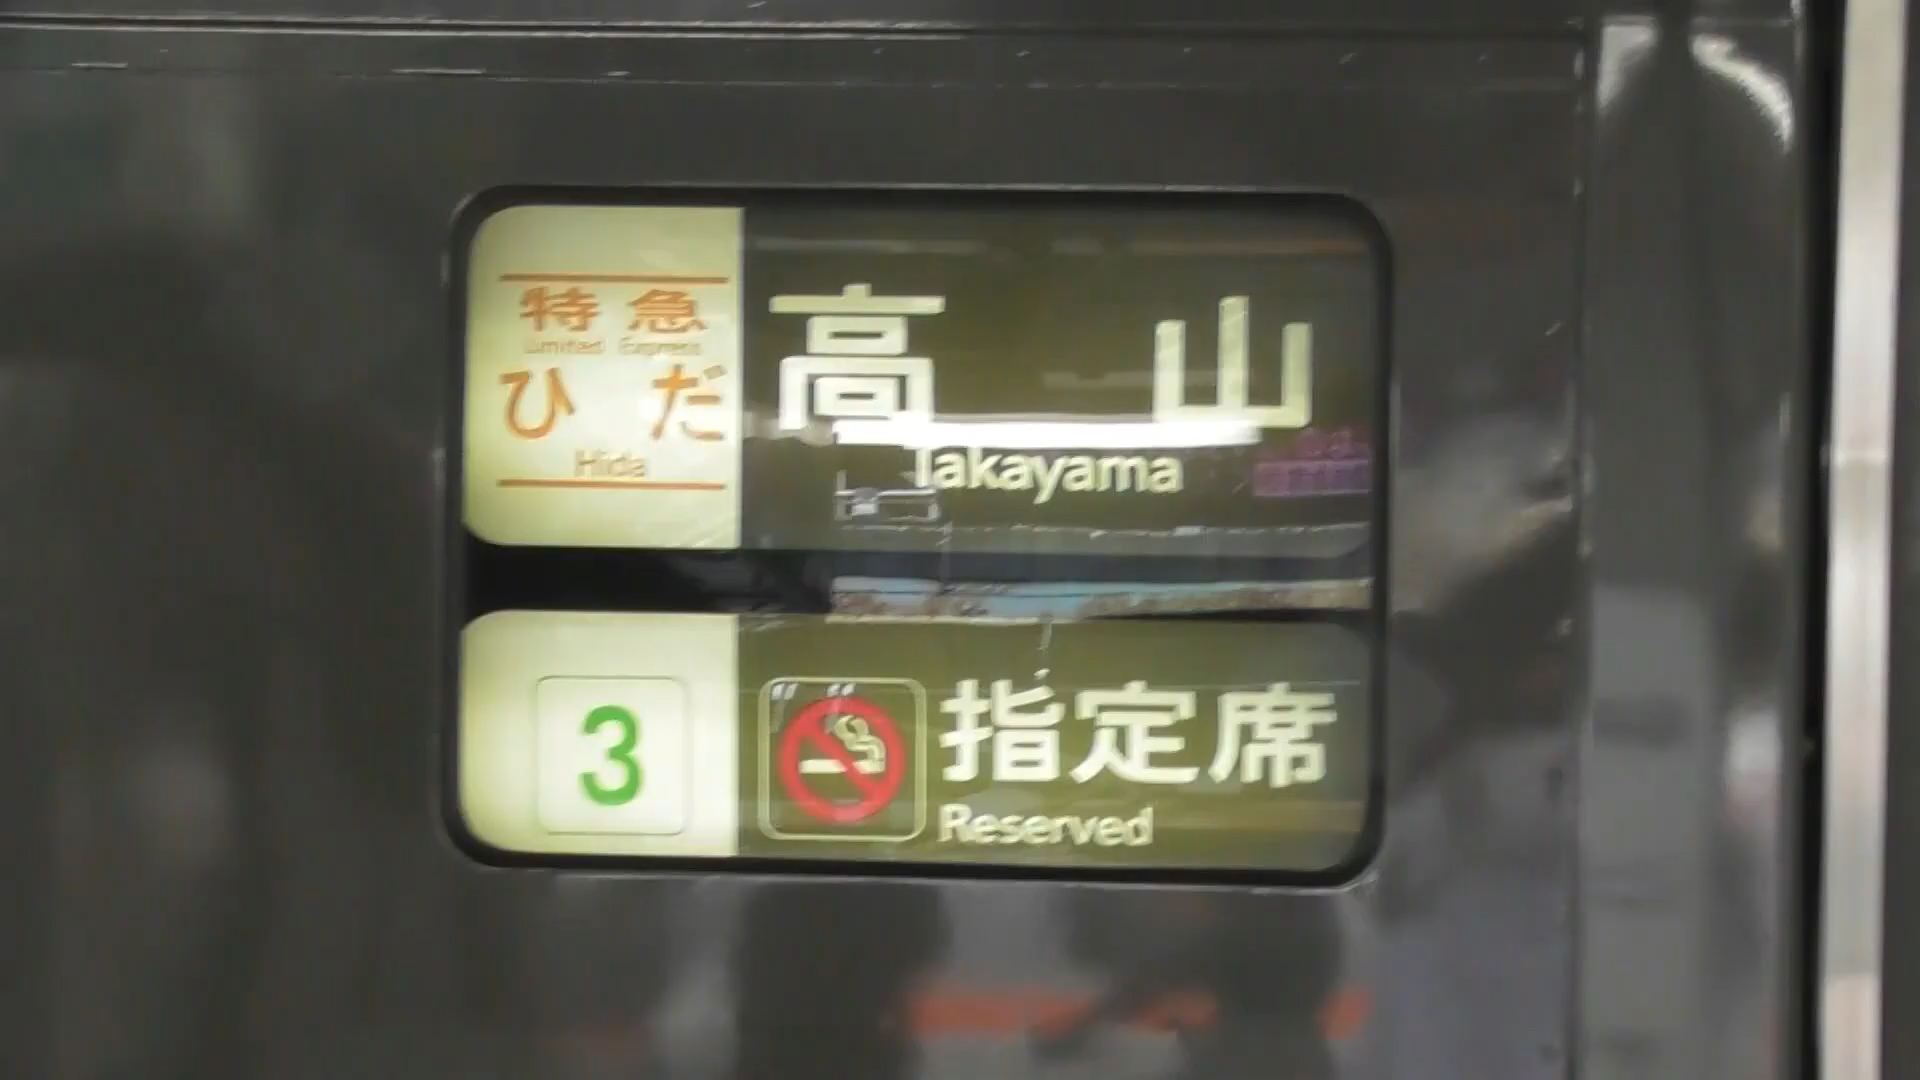 特急
Limited Express
ひだ
Hida
高山
Takayama
3
指定席
Reserved